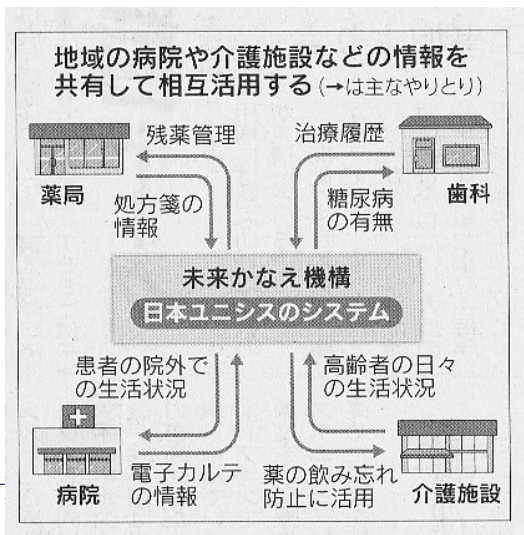 地域の病院や介護施設などの情報を
共有して相互活用する(→は主なやりとり)
残薬管理
治療履歴
薬局
処方箋の
情報
糖尿病
の有無
歯科
未来かなえ機構
日本ユニシスのシステム
患者の院外で
の生活状況
高齢者の日々
の生活状況
病院
電子カルテ
の情報
薬の飲み忘れ
防止に活用
介護施設